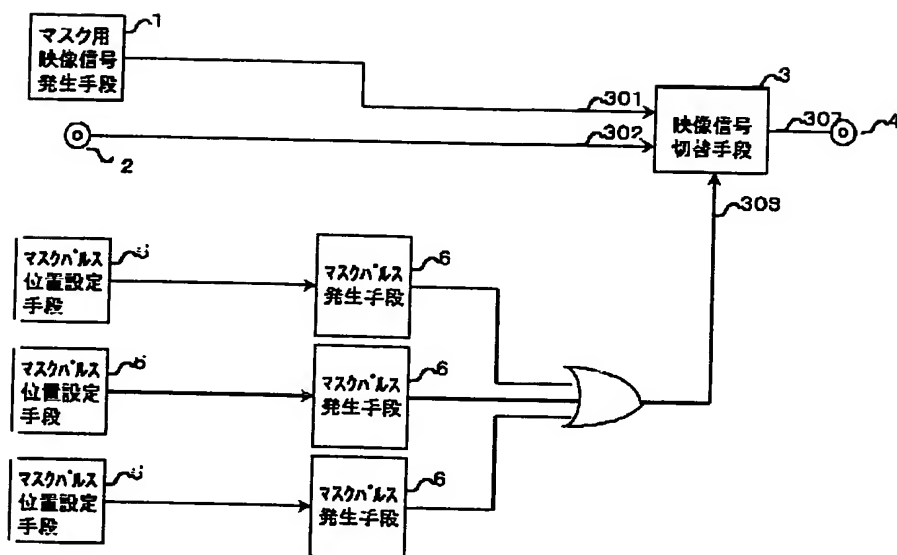 マスク用
映像信号
発生手段
1
2
301
302
映像信号
切替手段
3
307
4
303
マスクパルス
位置設定
手段
5
マスクパルス
発生手段
6
マスクパルス
位置設定
手段
5
マスクパルス
発生手段
6
マスクパルス
位置設定
手段
5
マスクパルス
発生手段
6